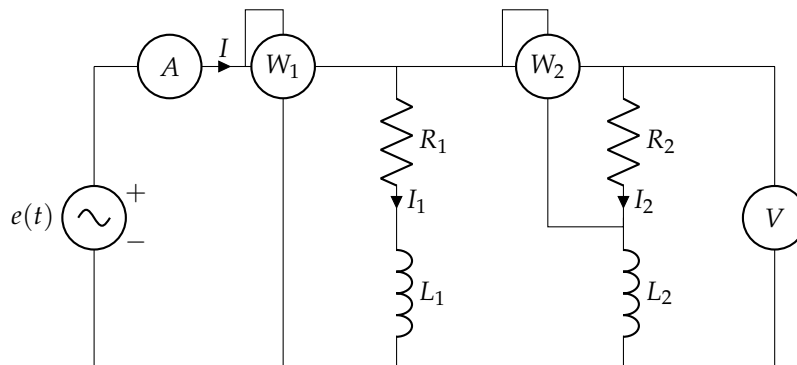 I
A
W₁
W₂
R₁
R₂
+
e(t)
−
I₁
I₂
V
L₁
L₂